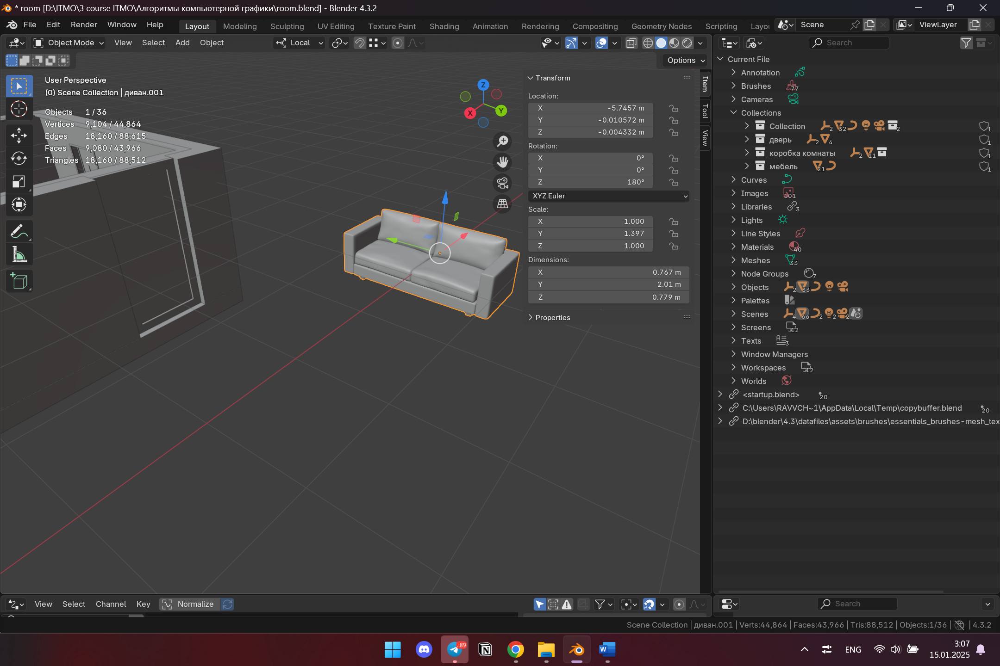 * room [D:\ITMO\3 course ITMO\Алгоритмы компьютерной графики\room.blend] - Blender 4.3.2
File Edit Render Window Help Layout Modeling Sculpting UV Editing Texture Paint Shading Animation Rendering Compositing Geometry Nodes Scripting Layou Scene ViewLayer
Object Mode View Select Add Object Local Search
Options
User Perspective
(0) Scene Collection | диван.001
Objects 1 / 36
Vertices 9,104 / 44,864
Edges 18,160 / 88,615
Faces 9,080 / 43,966
Triangles 18,160 / 88,512
Z
Y
X
Transform
Location:
X -5.7457 m
Y -0.010572 m
Z -0.004332 m
Rotation:
X 0°
Y 0°
Z 180°
XYZ Euler
Scale:
X 1.000
Y 1.397
Z 1.000
Dimensions:
X 0.767 m
Y 2.01 m
Z 0.779 m
Properties
Item
Tool
View
Current File
Annotation
Brushes 77
Cameras
Collections
Collection 2 32 2 1
дверь 2 4 1
коробка комнаты 2 11 1
мебель 21 1
Curves
Images 101
Libraries 3
Lights
Line Styles
Materials 40
Meshes 33
Node Groups 7
Objects 2 33
Palettes
Scenes 4 66 2 2 2
Screens 12
Texts 3
Window Managers
Workspaces 12
Worlds
<startup.blend> 20
C:\Users\RAVVCH~1\AppData\Local\Temp\copybuffer.blend 20
D:\blender\4.3\datafiles\assets\brushes\essentials_brushes-mesh_tex
View Select Channel Key Normalize Search
Scene Collection | диван.001 | Verts:44,864 | Faces:43,966 | Tris:88,512 | Objects:1/36 | 4.3.2
..89
ENG
3:07
15.01.2025